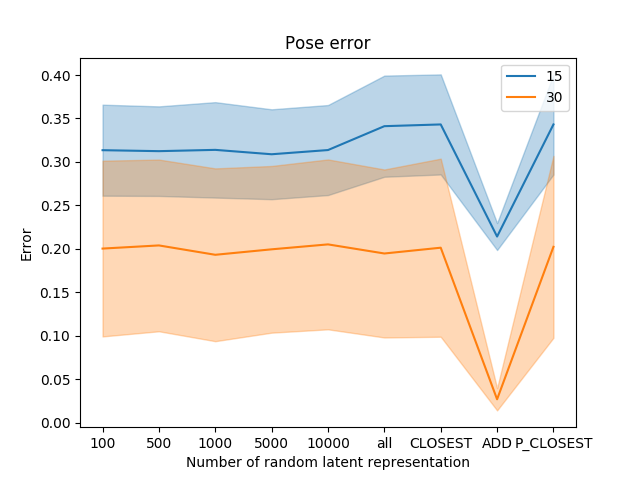 Pose error
15
30
Error
0.40
0.35
0.30
0.25
0.20
0.15
0.10
0.05
0.00
100 500 1000 5000 10000 all CLOSEST ADD P_CLOSEST
Number of random latent representation